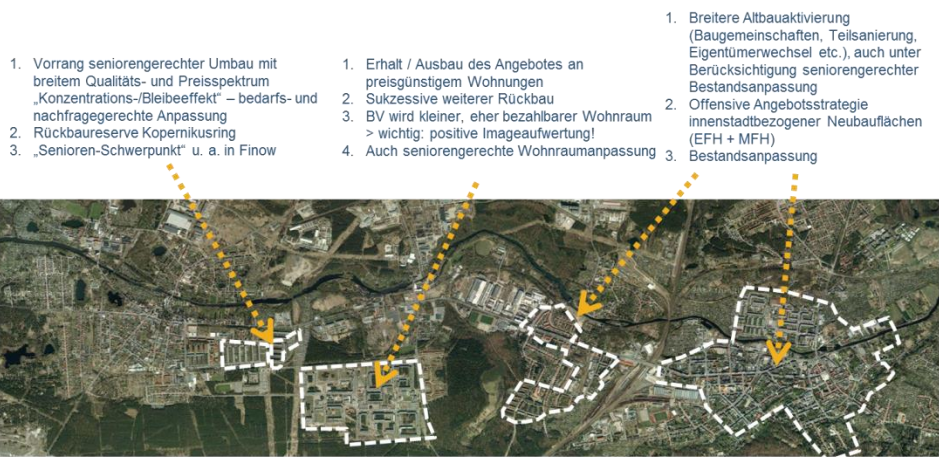 1. Vorrang seniorengerechter Umbau mit
breitem Qualitäts- und Preisspektrum
„Konzentrations-/Bleibeeffekt“ – bedarfs- und
nachfragegerechte Anpassung
2. Rückbaureserve Kopernikusring
3. „Senioren-Schwerpunkt“ u. a. in Finow
1. Erhalt / Ausbau des Angebotes an
preisgünstigem Wohnungen
2. Sukzessive weiterer Rückbau
3. BV wird kleiner, eher bezahlbarer Wohnraum
> wichtig: positive Imageaufwertung!
4. Auch seniorengerechte Wohnraumanpassung
1. Breitere Altbauaktivierung
(Baugemeinschaften, Teilsanierung,
Eigentümerwechsel etc.), auch unter
Berücksichtigung seniorengerechter
Bestandsanpassung
2. Offensive Angebotsstrategie
innenstadtbezogener Neubauflächen
(EFH + MFH)
3. Bestandsanpassung